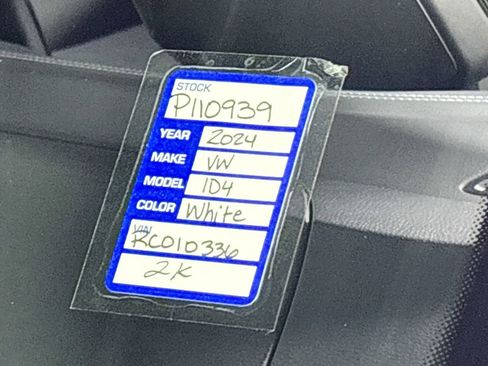 STOCK
P110939
YEAR 2024
MAKE VW
MODEL ID4
COLOR White
VIN
RC010336
2K